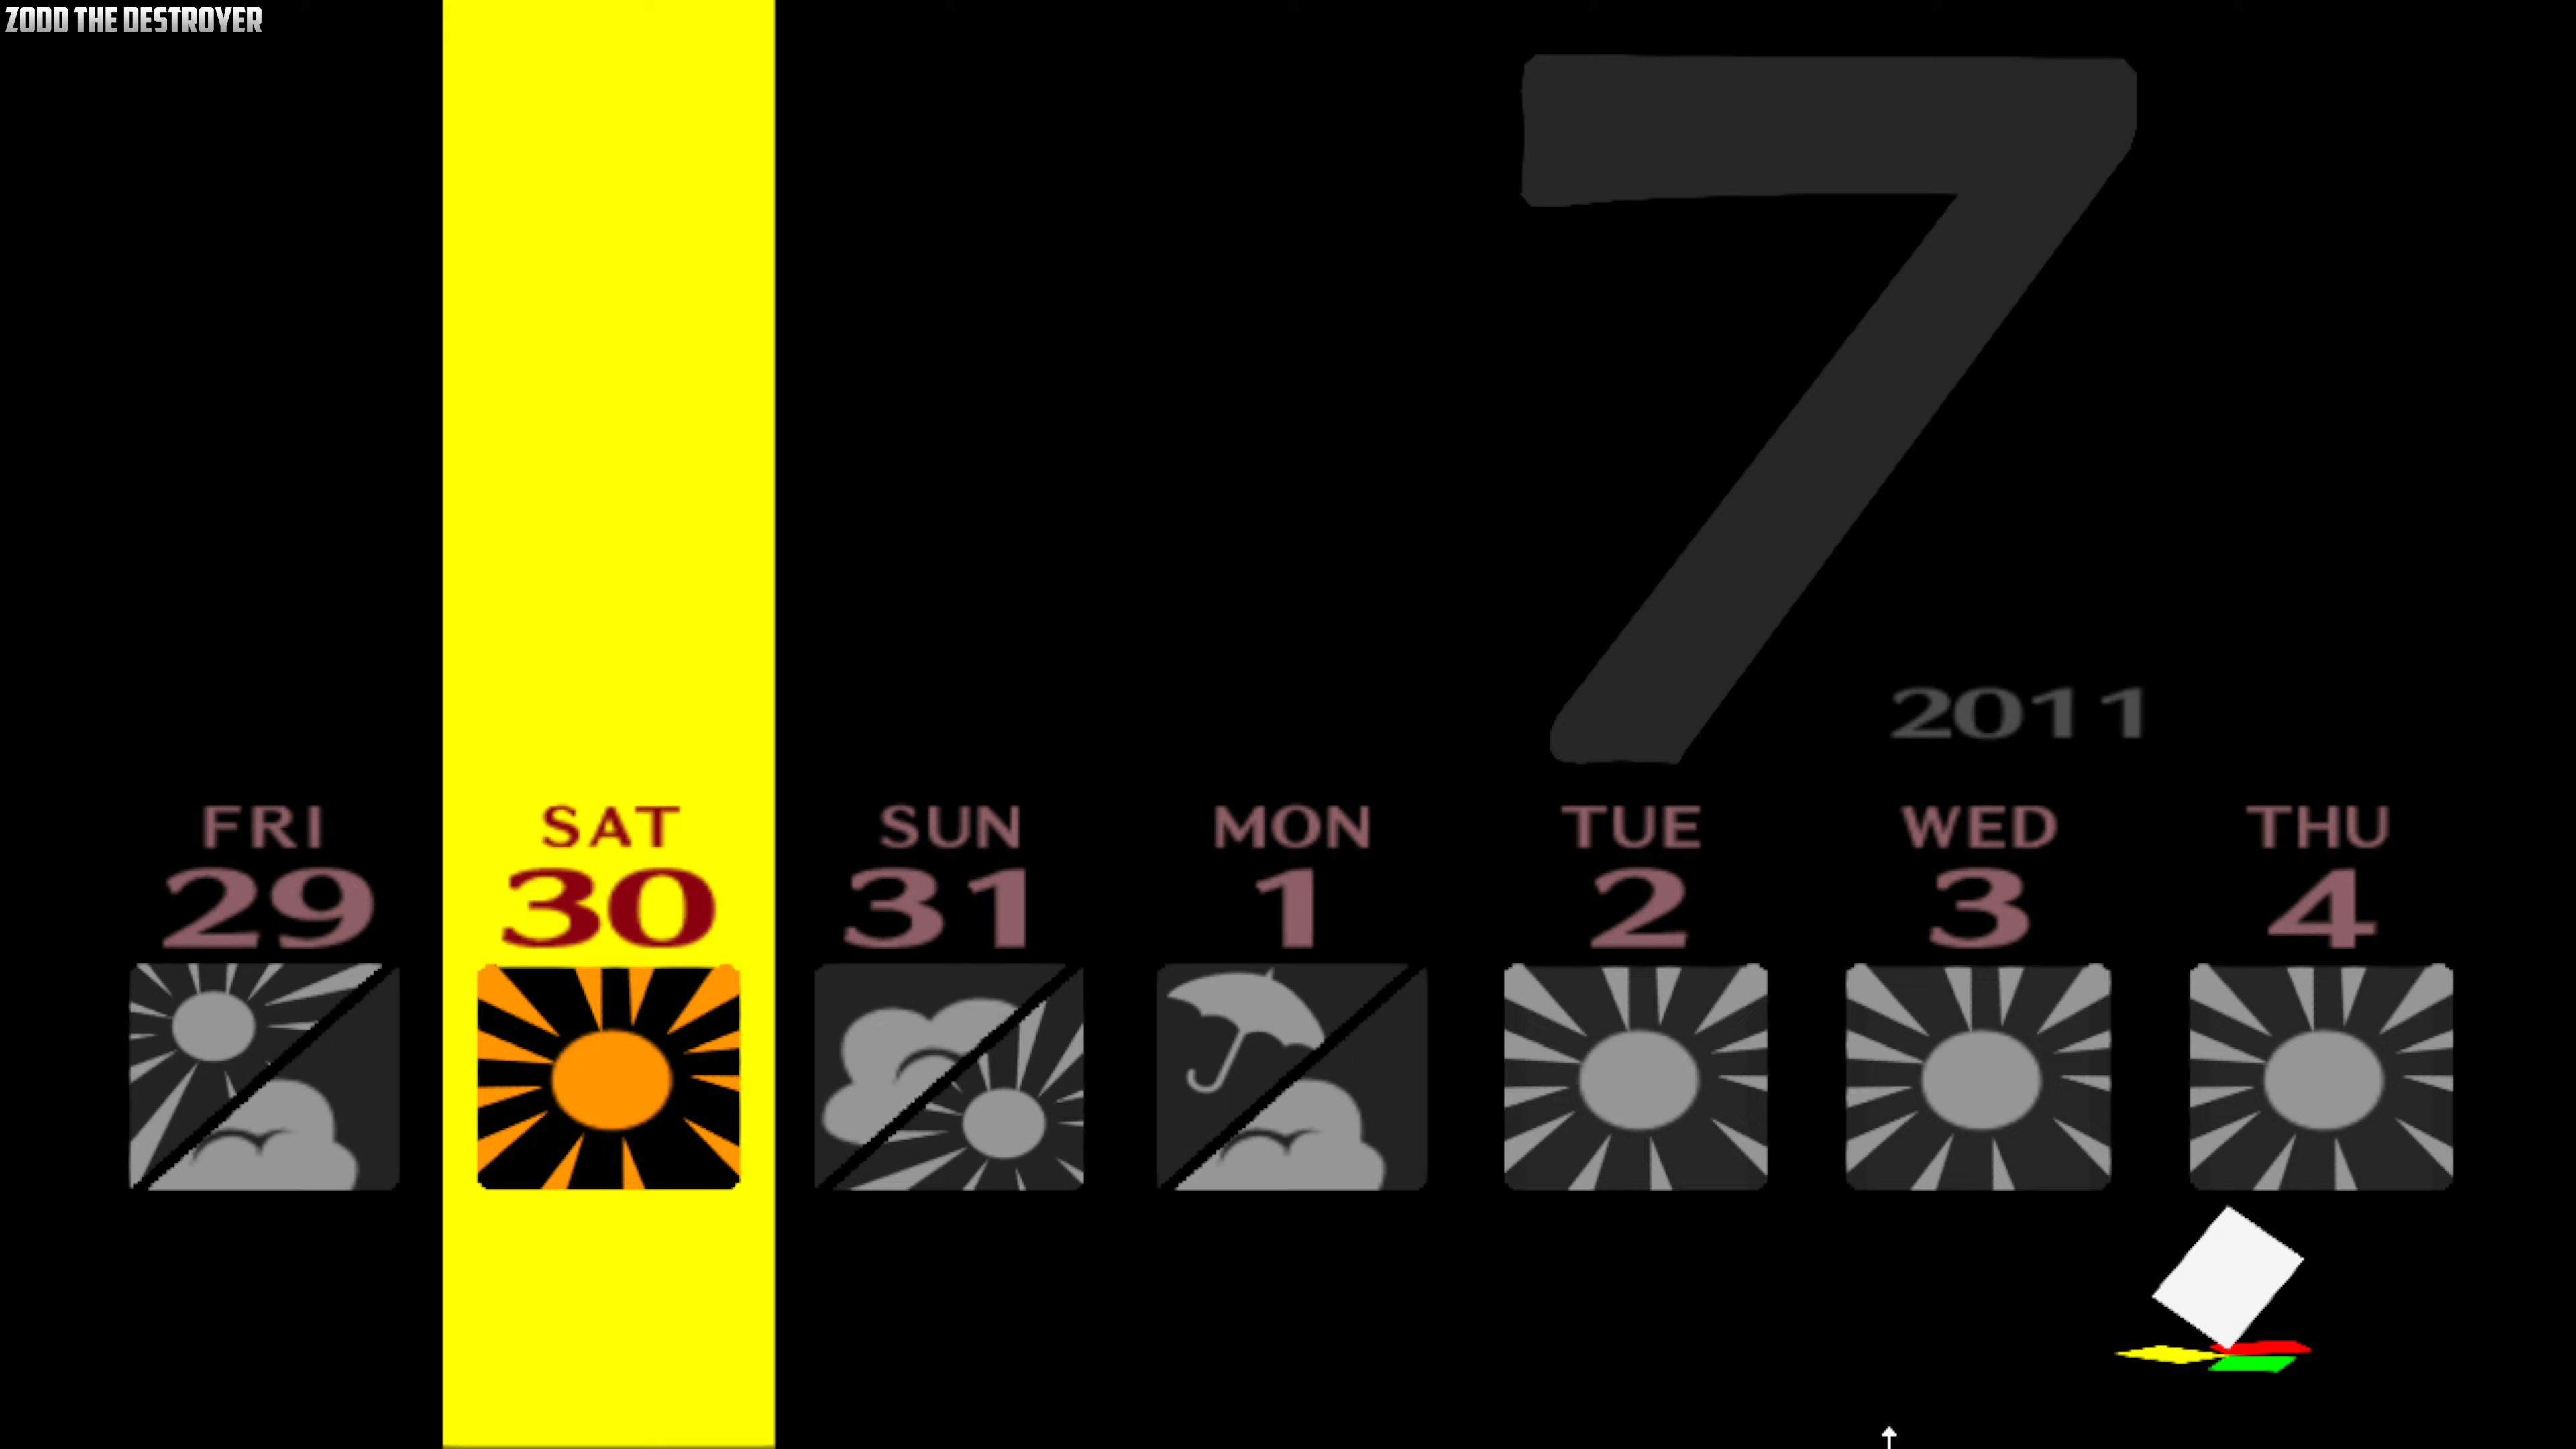 ZODD THE DESTROYER
7
2011
FRI SAT SUN MON TUE WED THU
29 30 31 1 2 3 4